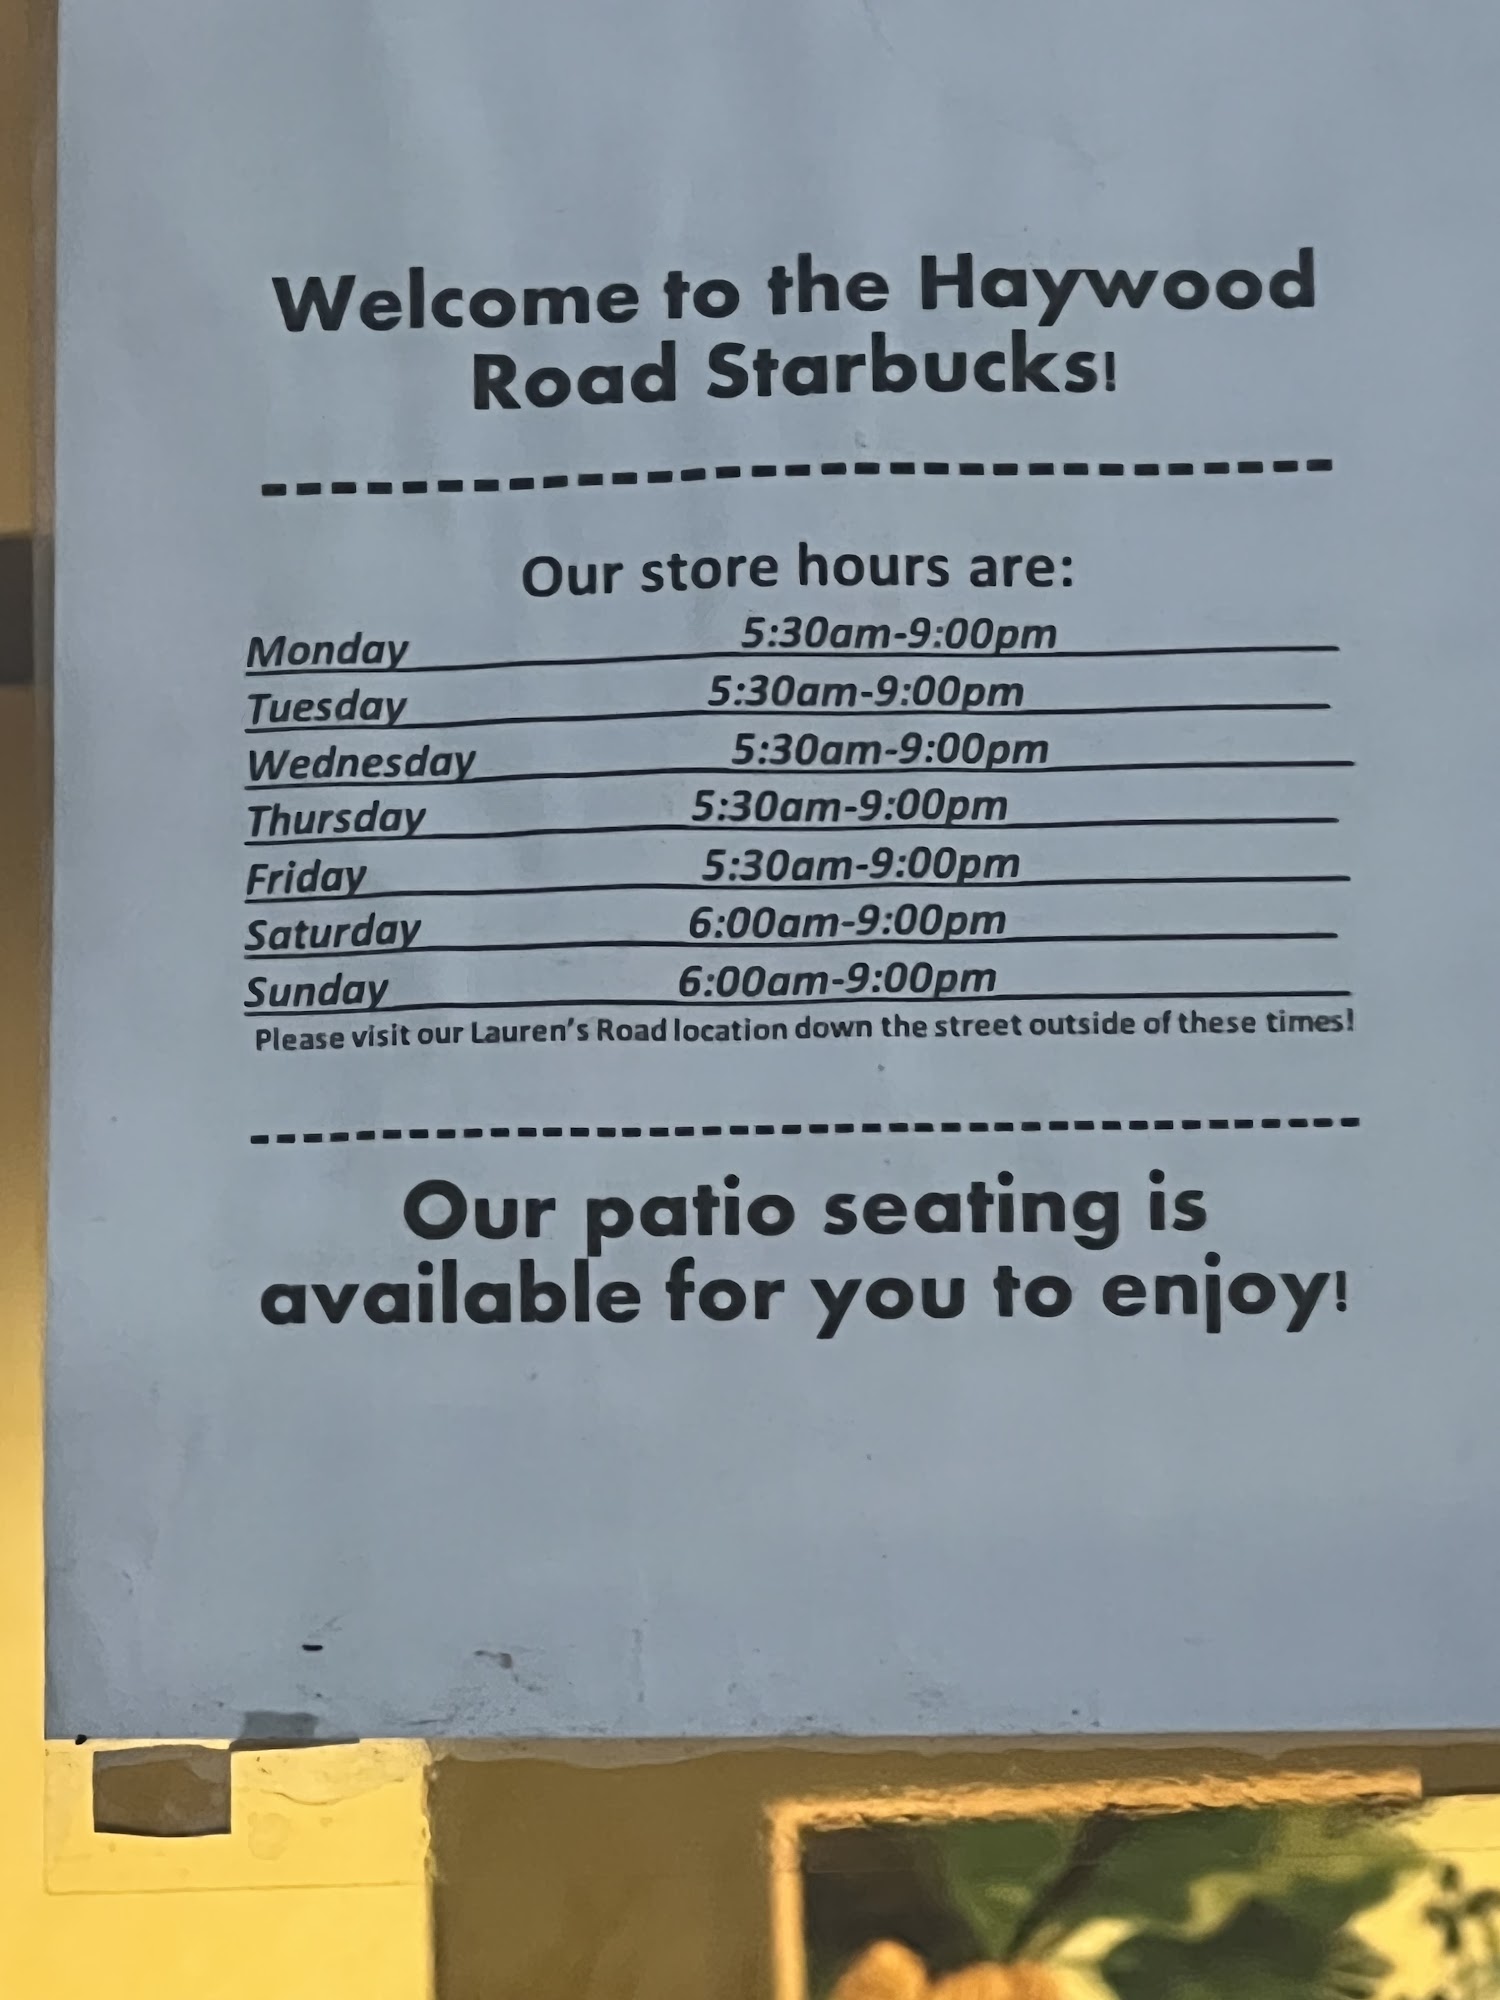 Welcome to the Haywood
Road Starbucks!
------------------------------
Our store hours are:
Monday 5:30am-9:00pm
Tuesday 5:30am-9:00pm
Wednesday 5:30am-9:00pm
Thursday 5:30am-9:00pm
Friday 5:30am-9:00pm
Saturday 6:00am-9:00pm
Sunday 6:00am-9:00pm
Please visit our Lauren's Road location down the street outside of these times!
------------------------------------------
Our patio seating is
available for you to enjoy!